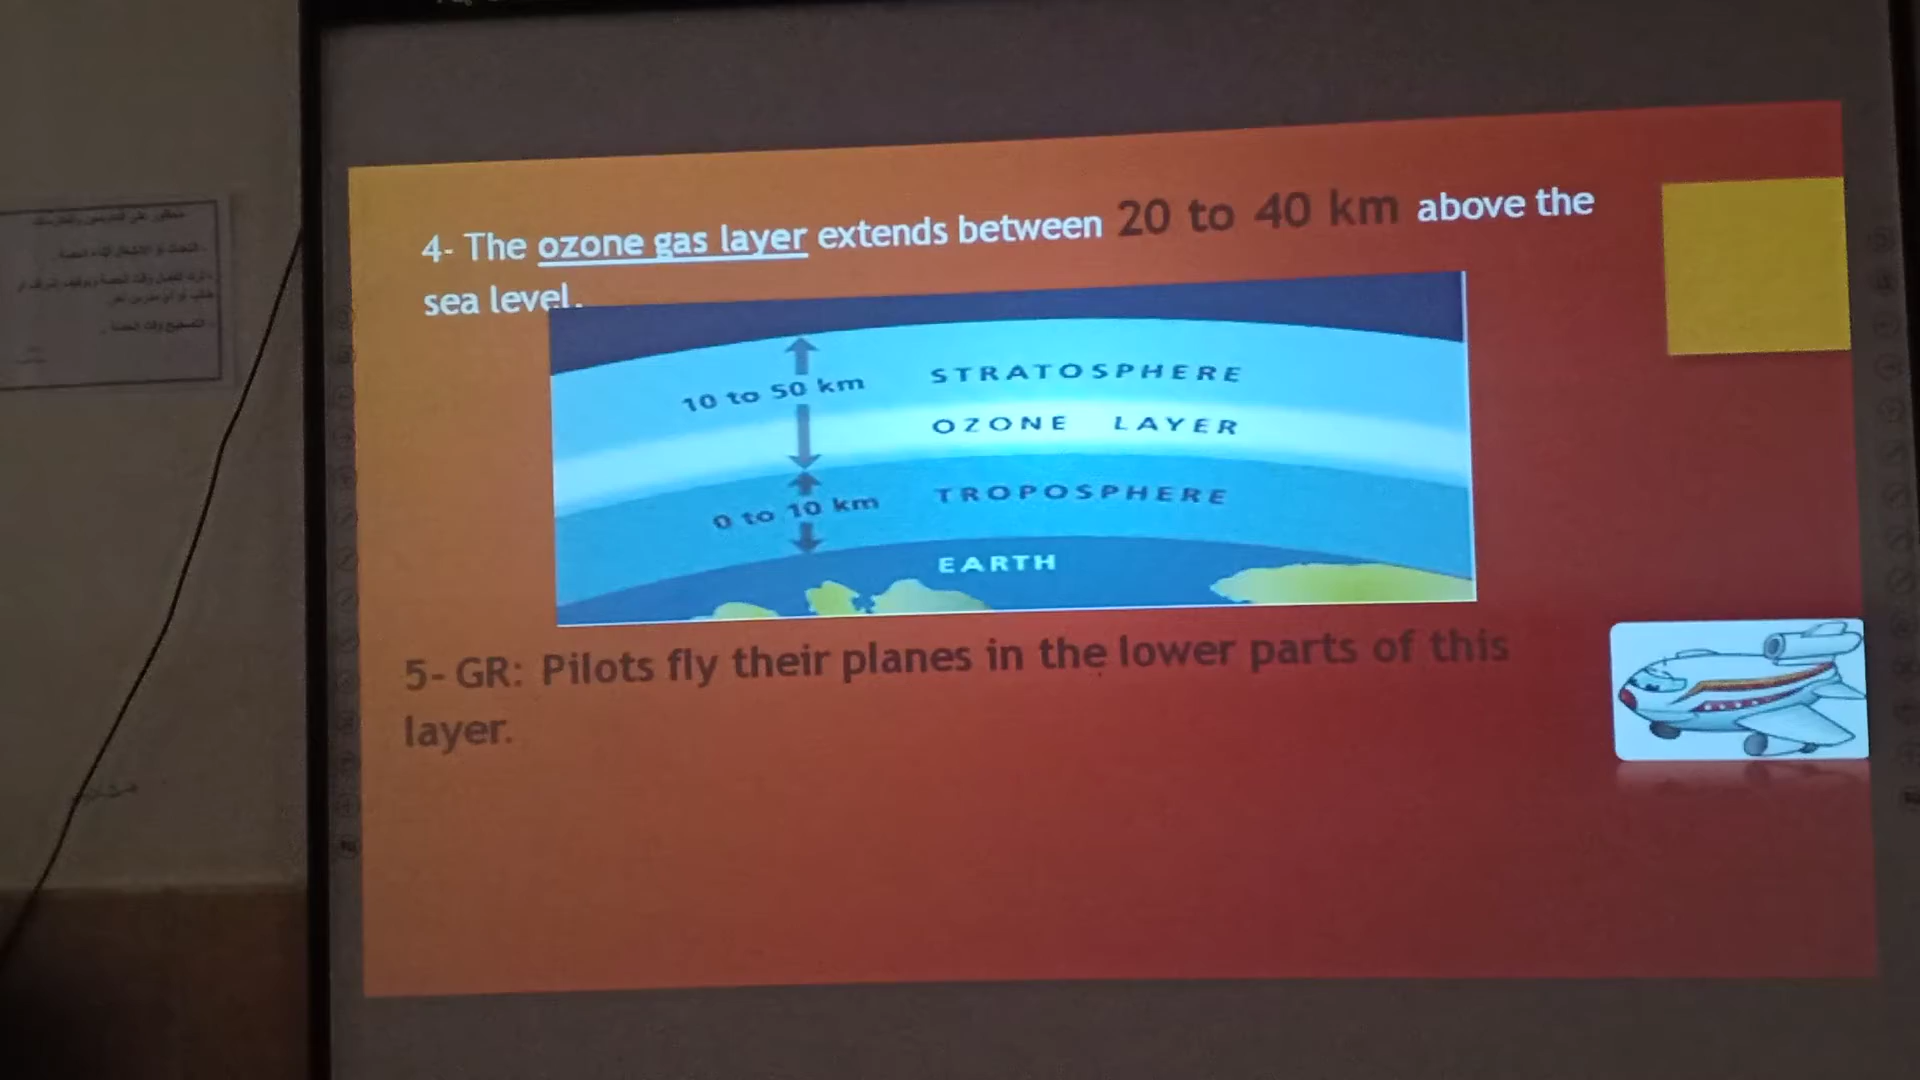 4- The ozone gas layer extends between 20 to 40 km above the
sea level.
10 to 50 km
STRATOSPHERE
OZONE LAYER
0 to 10 km
TROPOSPHERE
EARTH
5- GR: Pilots fly their planes in the lower parts of this
layer.